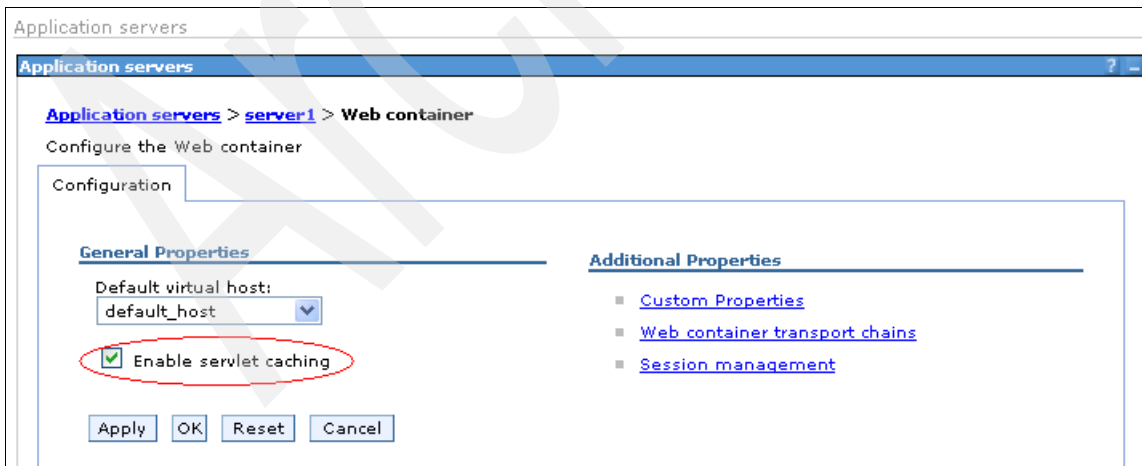 Application servers
Application servers ? –
Application servers > server1 > Web container
Configure the Web container
Configuration
General Properties
Default virtual host:
default_host
Enable servlet caching
Apply OK Reset Cancel
Additional Properties
Custom Properties
Web container transport chains
Session management